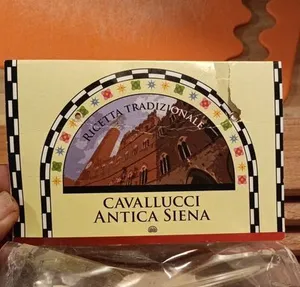 RICETTA TRADIZIONALE
CAVALLUCCI
ANTICA SIENA